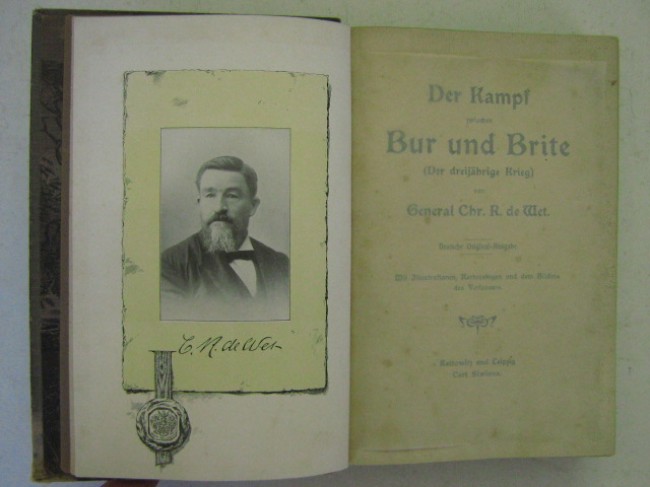 C. R. de Wet
Der Kampf
zwischen
Bur und Brite
(Der dreijährige Krieg)
von
General Chr. R. de Wet.
Deutsche Original-Ausgabe
Mit Illustrationen, und dem Bildnis
des Verfassers.
Kattowitz und Leipzig
Carl Siwinna.